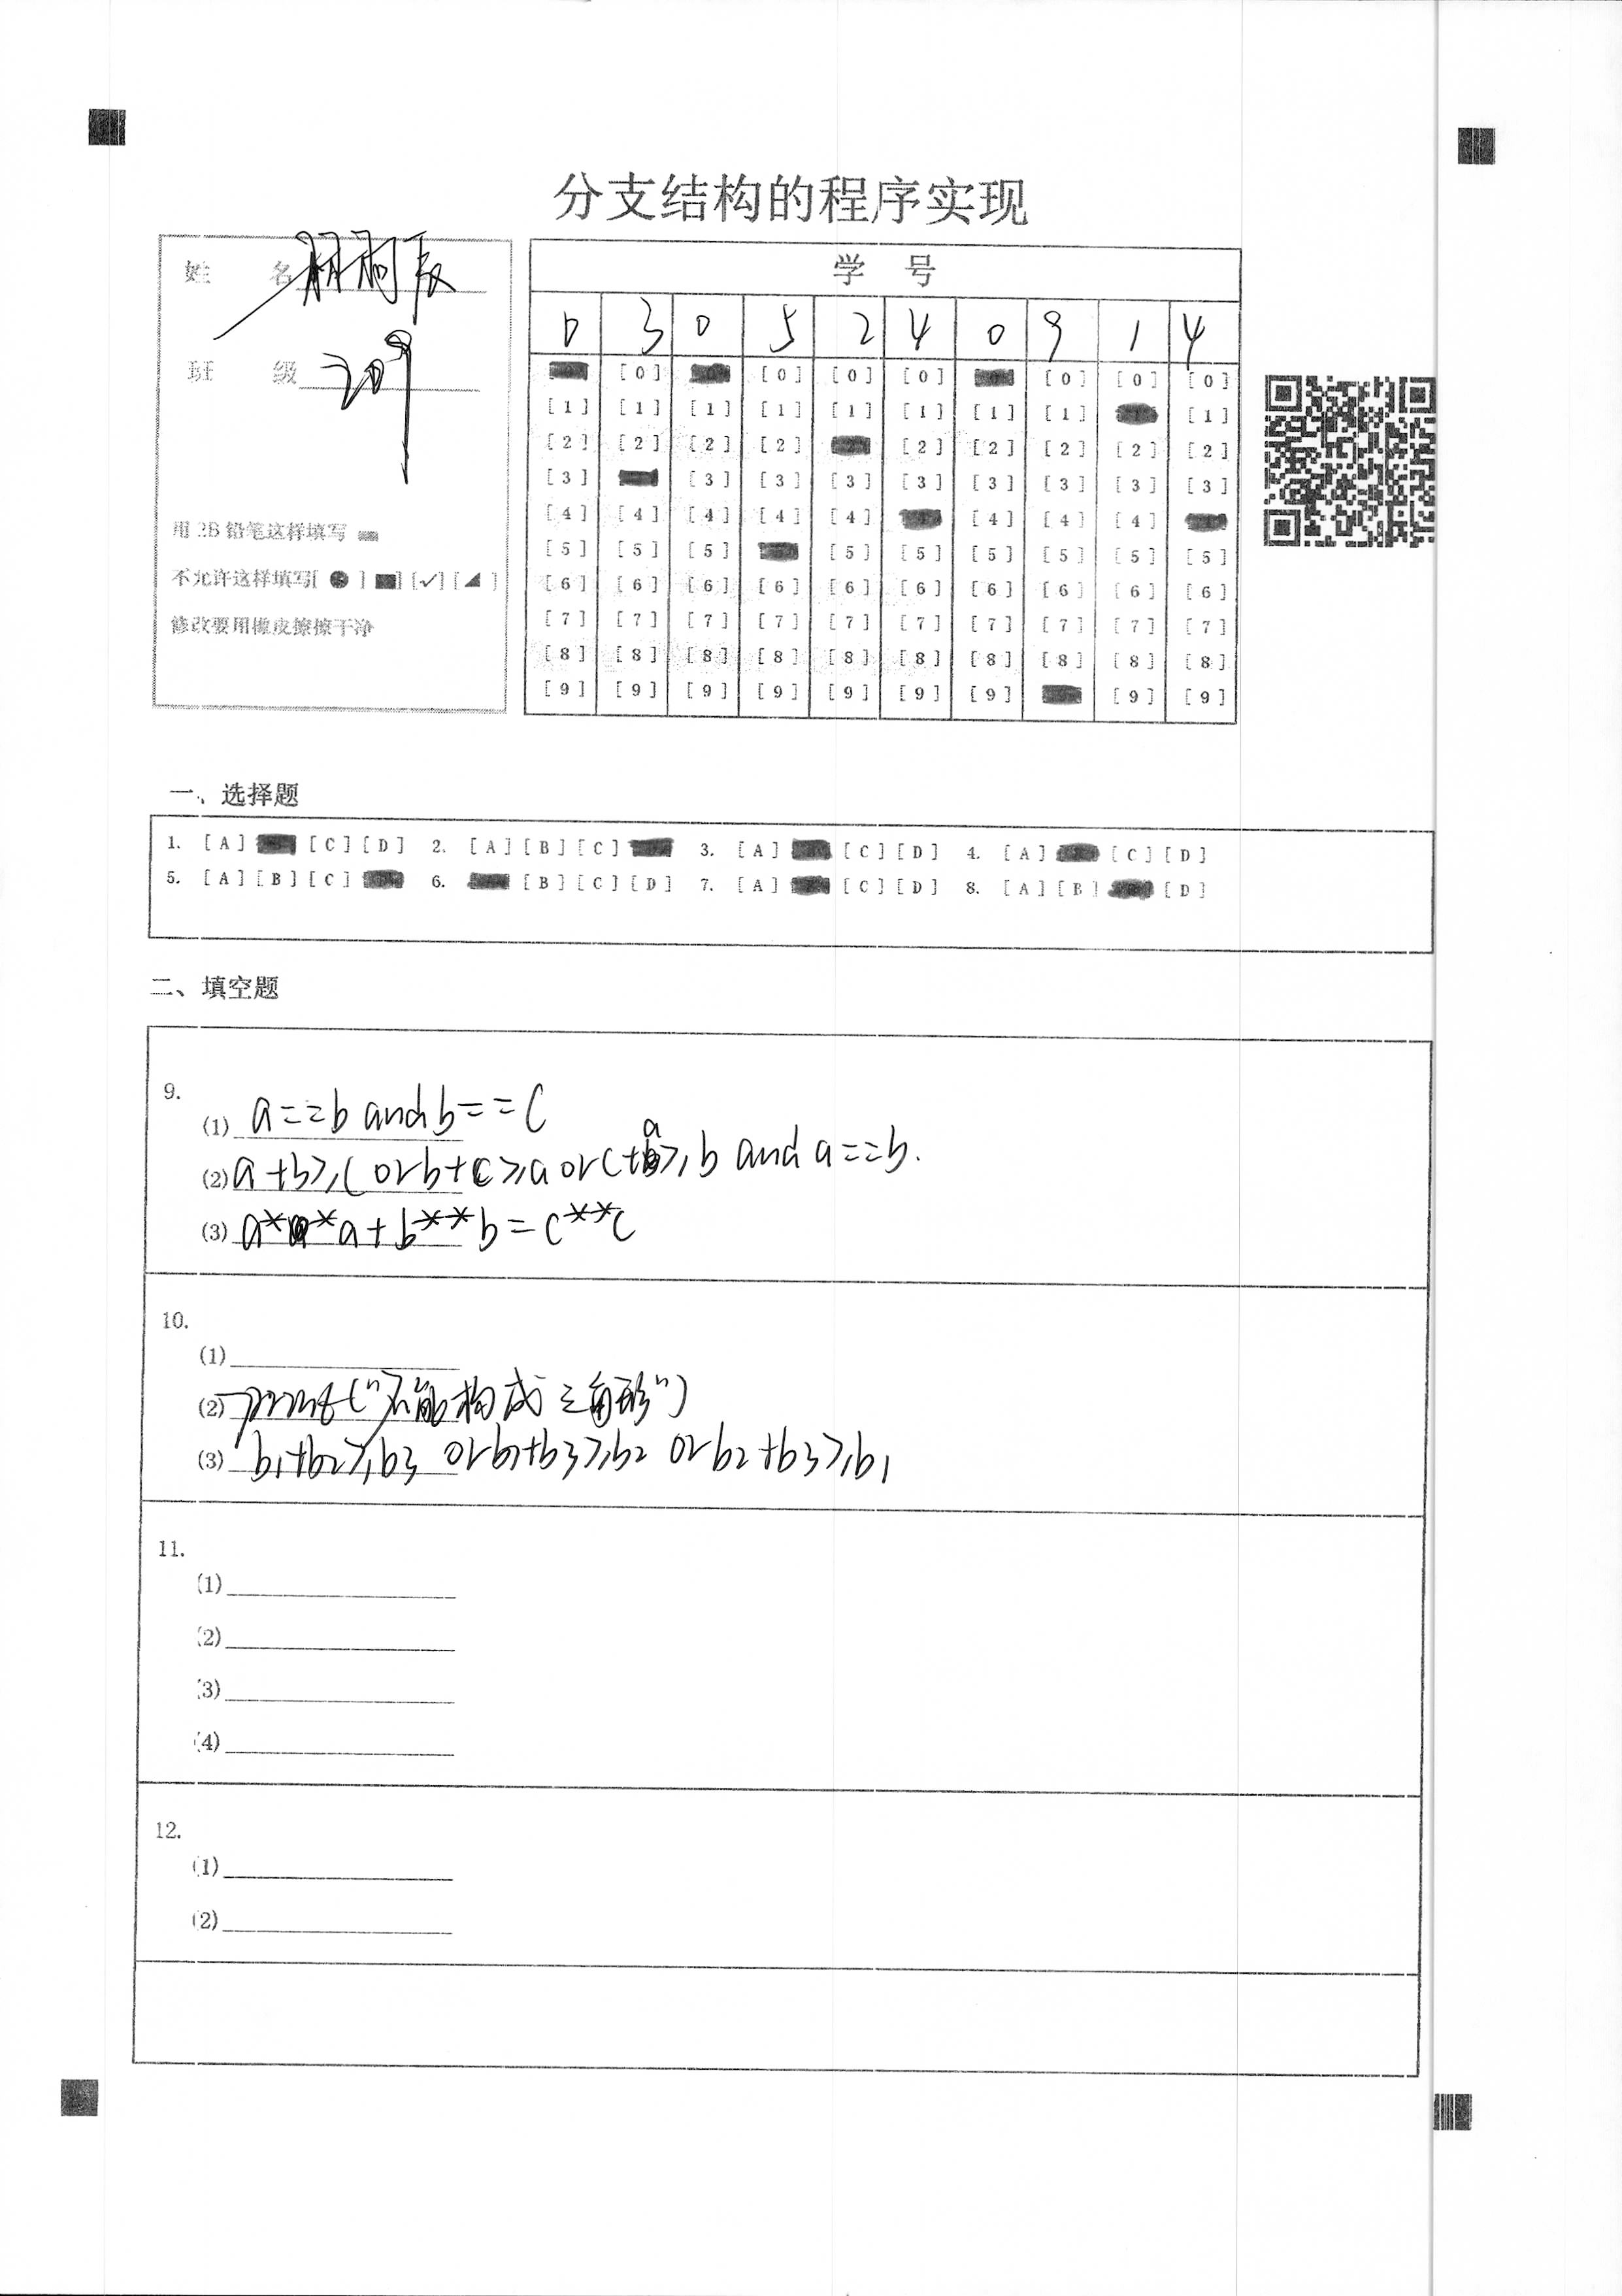 分支结构的程序实现
姓 名
班 级 209
用 2B 铅笔这样填写
不允许这样填写[ ● ] [■] [✓] [◢ ]
修改要用橡皮擦擦干净
学 号
0 3 0 5 2 4 0 9 1 4
[0] [0] [0] [0] [0] [0] [0]
[1] [1] [1] [1] [1] [1] [1] [1] [1]
[2] [2] [2] [2] [2] [2] [2] [2] [2]
[3] [3] [3] [3] [3] [3] [3] [3] [3]
[4] [4] [4] [4] [4] [4] [4] [4]
[5] [5] [5] [5] [5] [5] [5] [5] [5]
[6] [6] [6] [6] [6] [6] [6] [6] [6] [6]
[7] [7] [7] [7] [7] [7] [7] [7] [7] [7]
[8] [8] [8] [8] [8] [8] [8] [8] [8] [8]
[9] [9] [9] [9] [9] [9] [9] [9] [9]
一、选择题
1. [A] [C] [D] 2. [A] [B] [C] 3. [A] [C] [D] 4. [A] [C] [D]
5. [A] [B] [C] 6. [B] [C] [D] 7. [A] [C] [D] 8. [A] [B] [D]
二、填空题
9.
(1) a==b and b==c
(2) a+b≥c or b+c≥a or c+a≥b and a==b.
(3) a**a+b**b=c**c
10.
(1)
(2) print("不能构成三角形")
(3) b1+b2≥b3 or b1+b3≥b2 or b2+b3≥b1
11.
(1)
(2)
(3)
(4)
12.
(1)
(2)